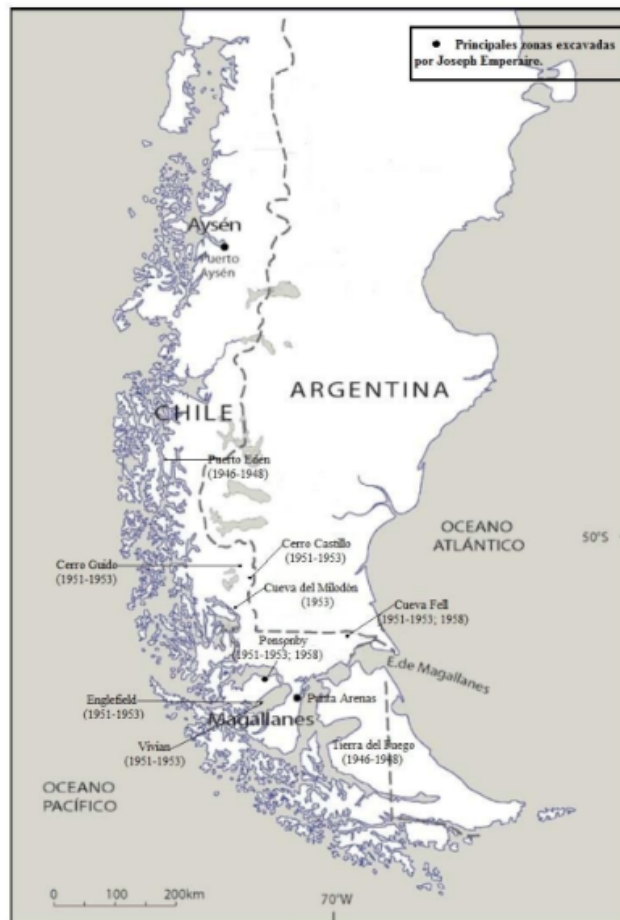 ● Principales zonas excavadas
por Joseph Emperaire.
Aysén
Puerto
Aysén
ARGENTINA
CHILE
Puerto Eden
(1946-1948)
OCEANO
ATLÁNTICO
50°S
Cerro Castillo
(1951-1953)
Cerro Guido
(1951-1953)
Cueva del Milodón
(1953)
Cueva Fell
(1951-1953; 1958)
Ponsonby
(1951-1953; 1958)
E.de Magallanes
Englefield
(1951-1953)
Punta Arenas
Magallanes
Vivian
(1951-1953)
Tierra del Fuego
(1946-1948)
OCEANO
PACÍFICO
0 100 200km
70°W